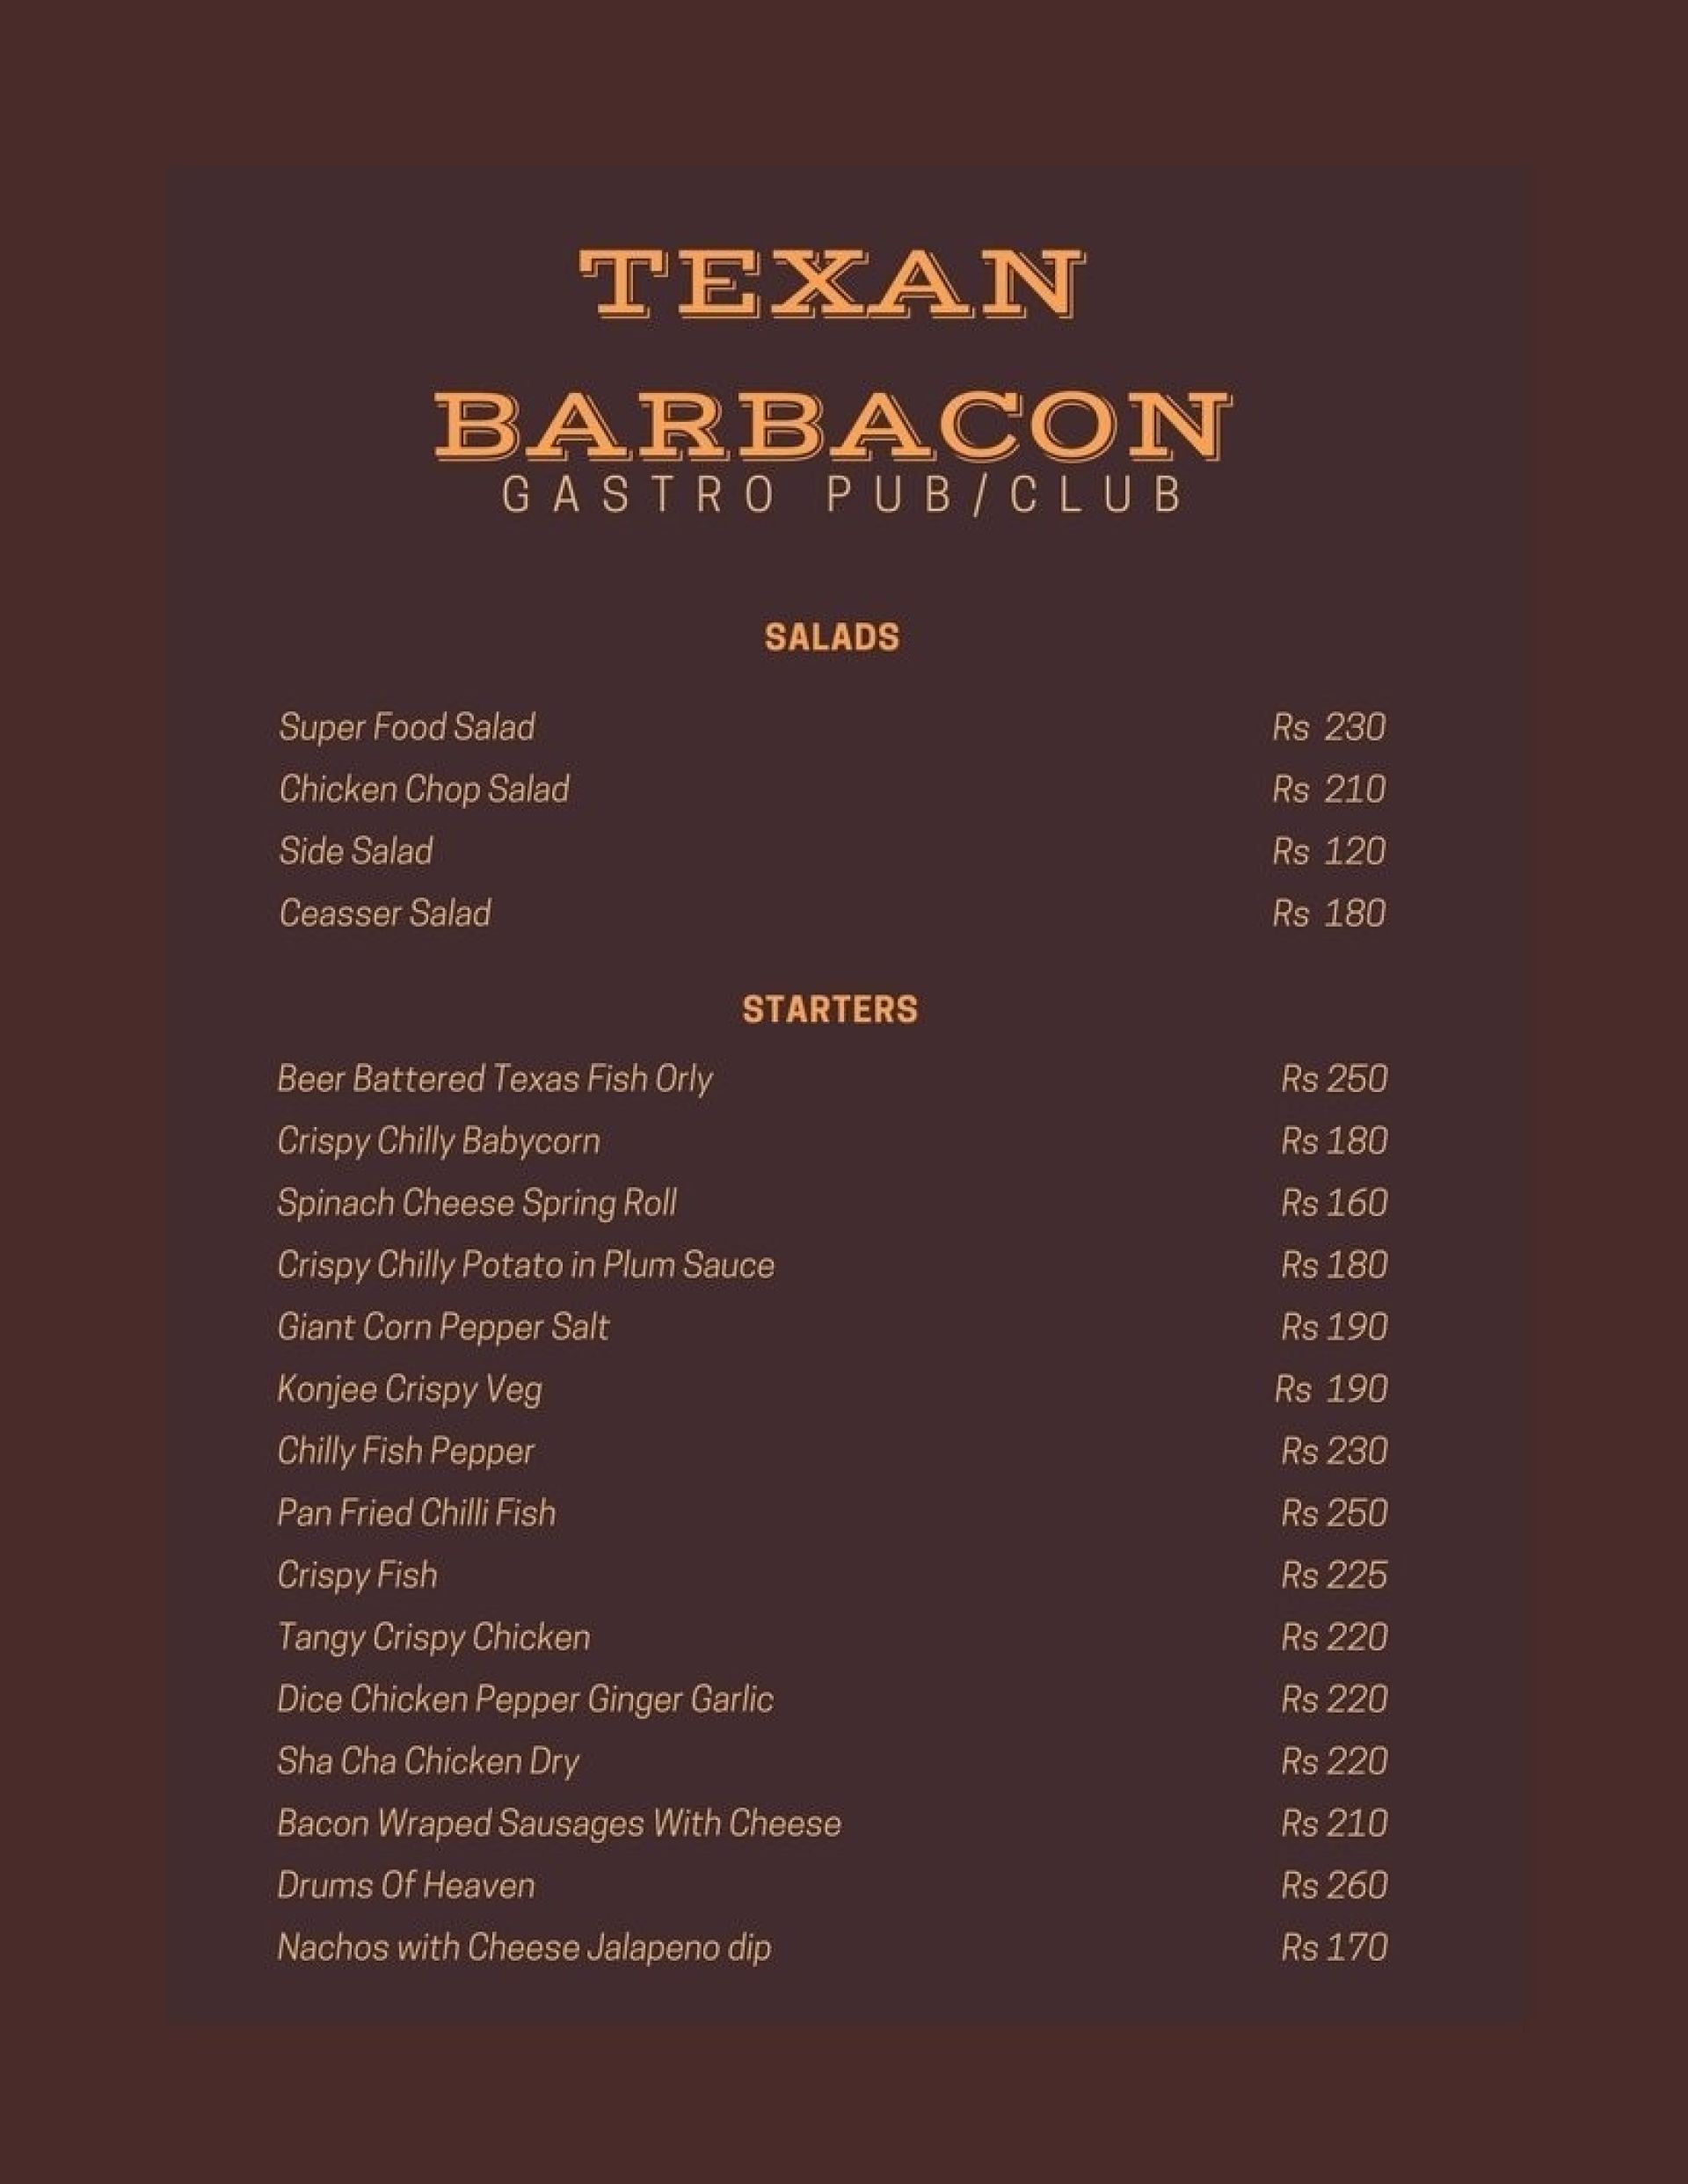 TEXAN
BARBACON
GASTRO PUB/CLUB
SALADS
Super Food Salad Rs 230
Chicken Chop Salad Rs 210
Side Salad Rs 120
Ceasser Salad Rs 180
STARTERS
Beer Battered Texas Fish Orly Rs 250
Crispy Chilly Babycorn Rs 180
Spinach Cheese Spring Roll Rs 160
Crispy Chilly Potato in Plum Sauce Rs 180
Giant Corn Pepper Salt Rs 190
Konjee Crispy Veg Rs 190
Chilly Fish Pepper Rs 230
Pan Fried Chilli Fish Rs 250
Crispy Fish Rs 225
Tangy Crispy Chicken Rs 220
Dice Chicken Pepper Ginger Garlic Rs 220
Sha Cha Chicken Dry Rs 220
Bacon Wraped Sausages With Cheese Rs 210
Drums Of Heaven Rs 260
Nachos with Cheese Jalapeno dip Rs 170